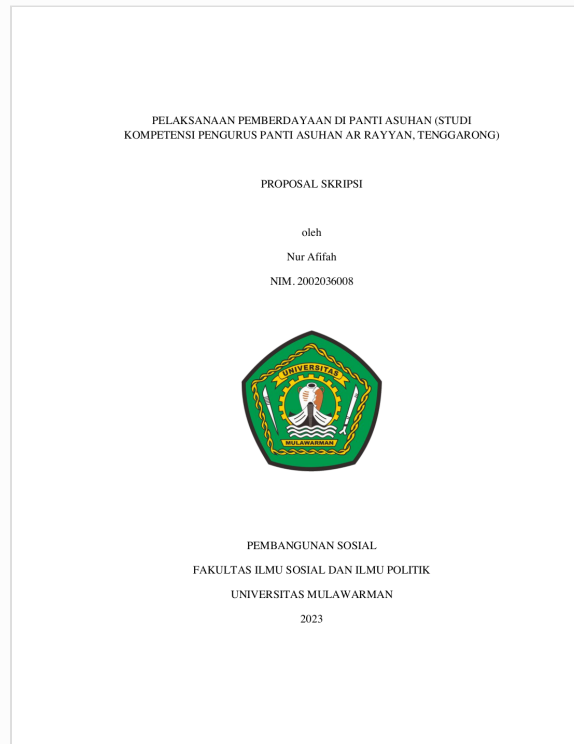 PELAKSANAAN PEMBERDAYAAN DI PANTI ASUHAN (STUDI
KOMPETENSI PENGURUS PANTI ASUHAN AR RAYYAN, TENGGARONG)
PROPOSAL SKRIPSI
oleh
Nur Afifah
NIM. 2002036008
UNIVERSITAS
MULAWARMAN
PEMBANGUNAN SOSIAL
FAKULTAS ILMU SOSIAL DAN ILMU POLITIK
UNIVERSITAS MULAWARMAN
2023